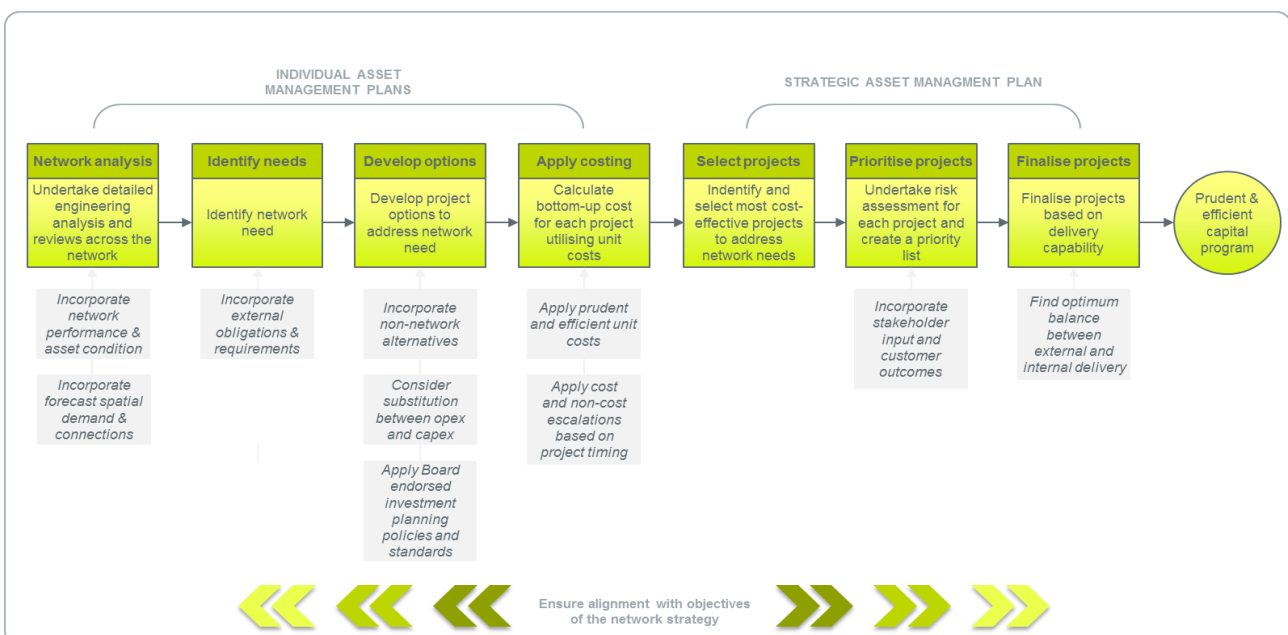 INDIVIDUAL ASSET
MANAGEMENT PLANS
STRATEGIC ASSET MANAGMENT PLAN
Network analysis
Undertake detailed
engineering
analysis and
reviews across the
network
Incorporate
network
performance &
asset condition
Incorporate
forecast spatial
demand &
connections
Identify needs
Identify network
need
Incorporate
external
obligations &
requirements
Develop options
Develop project
options to
address network
need
Incorporate
non-network
alternatives
Consider
substitution
between opex
and capex
Apply Board
endorsed
investment
planning
policies and
standards
Apply costing
Calculate
bottom-up cost
for each project
utilising unit
costs
Apply prudent
and efficient unit
costs
Apply cost
and non-cost
escalations
based on
project timing
Select projects
Indentify and
select most cost-
effective projects
to address
network needs
Prioritise projects
Undertake risk
assessment for
each project and
create a priority
list
Incorporate
stakeholder
input and
customer
outcomes
Finalise projects
Finalise projects
based on
delivery
capability
Find optimum
balance
between
external and
internal delivery
Prudent &
efficient
capital
program
Ensure alignment with objectives
of the network strategy